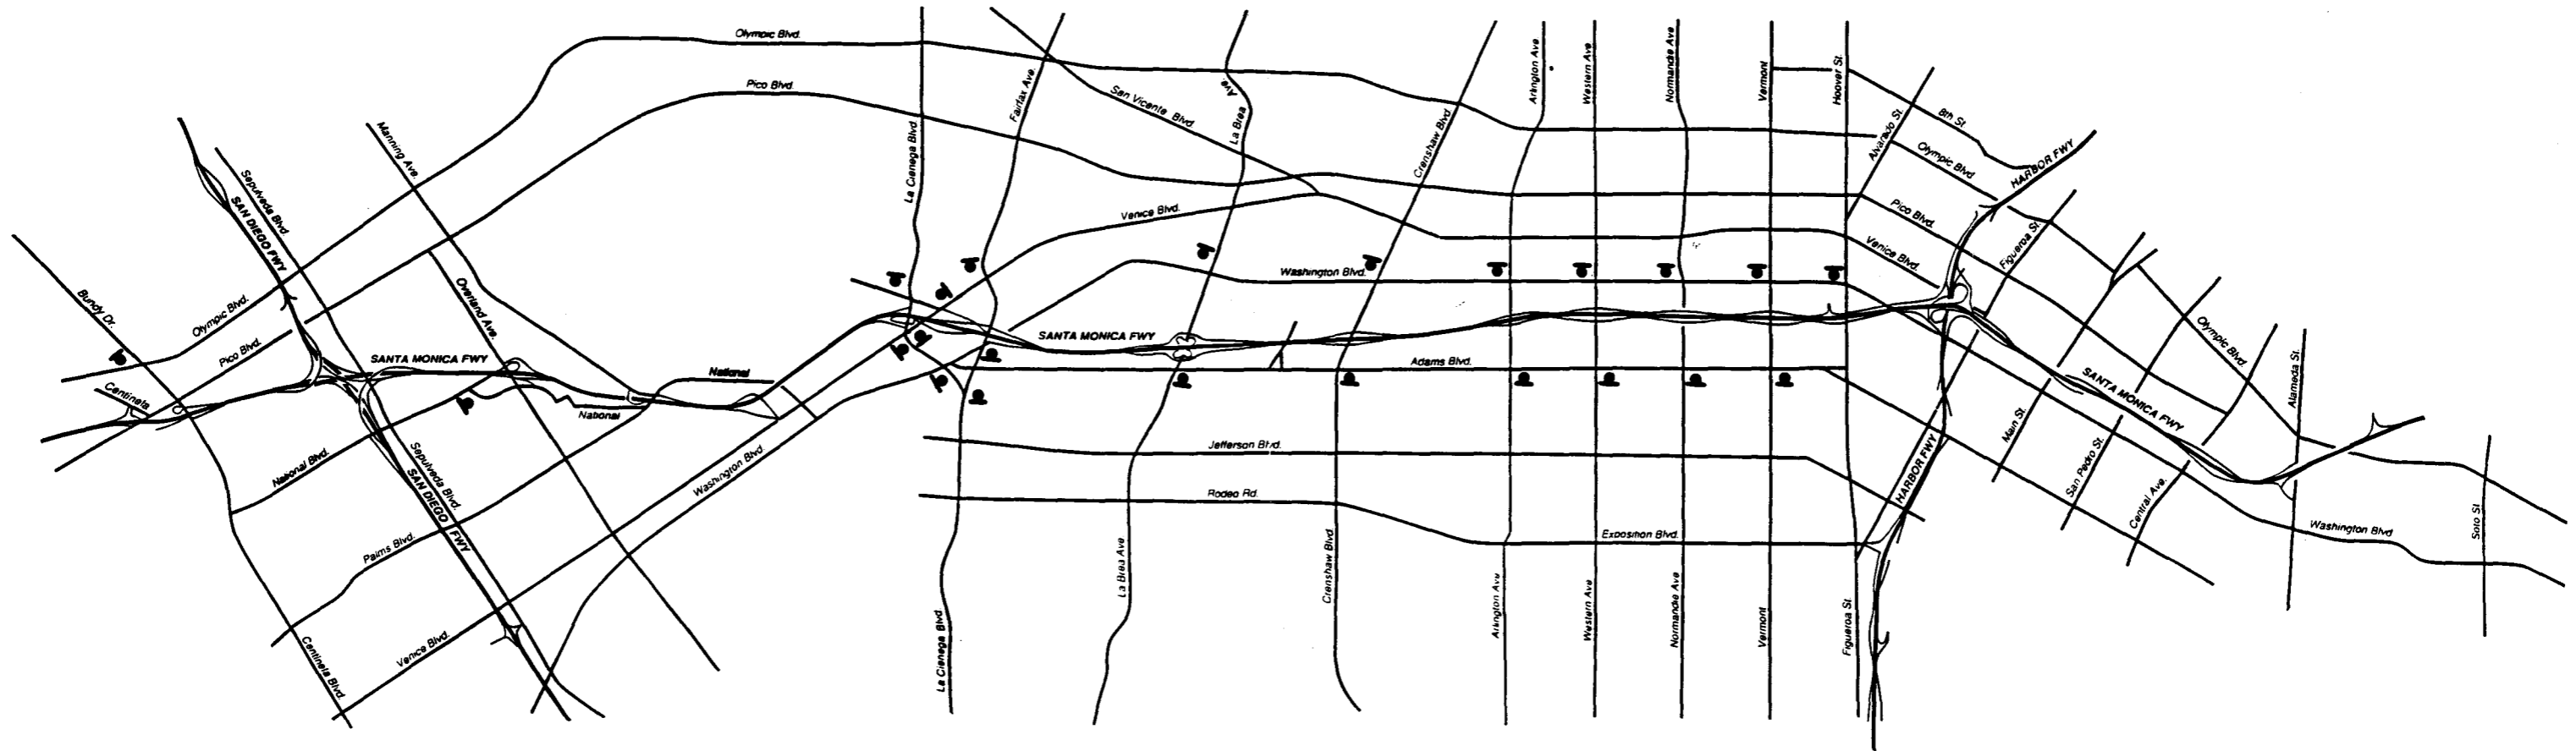 Olympic Blvd.
Pico Blvd.
San Vicente Blvd.
La Cienega Blvd.
Fairfax Ave.
La Brea
Ave.
Crenshaw Blvd.
Arlington Ave.
Western Ave
Normandie Ave.
Vermont
Hoover St.
Alvarado St.
8th St
Olympic Blvd
HARBOR FWY
Pico Blvd.
Venice Blvd.
Figueroa St.
Manning Ave.
Sepulveda Blvd.
SAN DIEGO FWY
Bundy Dr.
Olympic Blvd.
Pico Blvd.
Centinela
SANTA MONICA FWY
Overland Ave.
National
National
Venice Blvd.
Washington Blvd.
SANTA MONICA FWY
Adams Blvd.
Olympic Blvd.
Alameda St.
SANTA MONICA FWY
National Blvd.
Sepulveda Blvd.
SAN DIEGO FWY
Washington Blvd.
Jefferson Blvd.
Rodeo Rd.
Exposition Blvd.
HARBOR FWY
Main St.
San Pedro St.
Central Ave.
Washington Blvd
Soto St.
Palms Blvd.
Venice Blvd.
Centinela Blvd.
La Cienega Blvd
La Brea Ave
Crenshaw Blvd.
Arlington Ave
Western Ave
Normandie Ave
Vermont
Figueroa St.